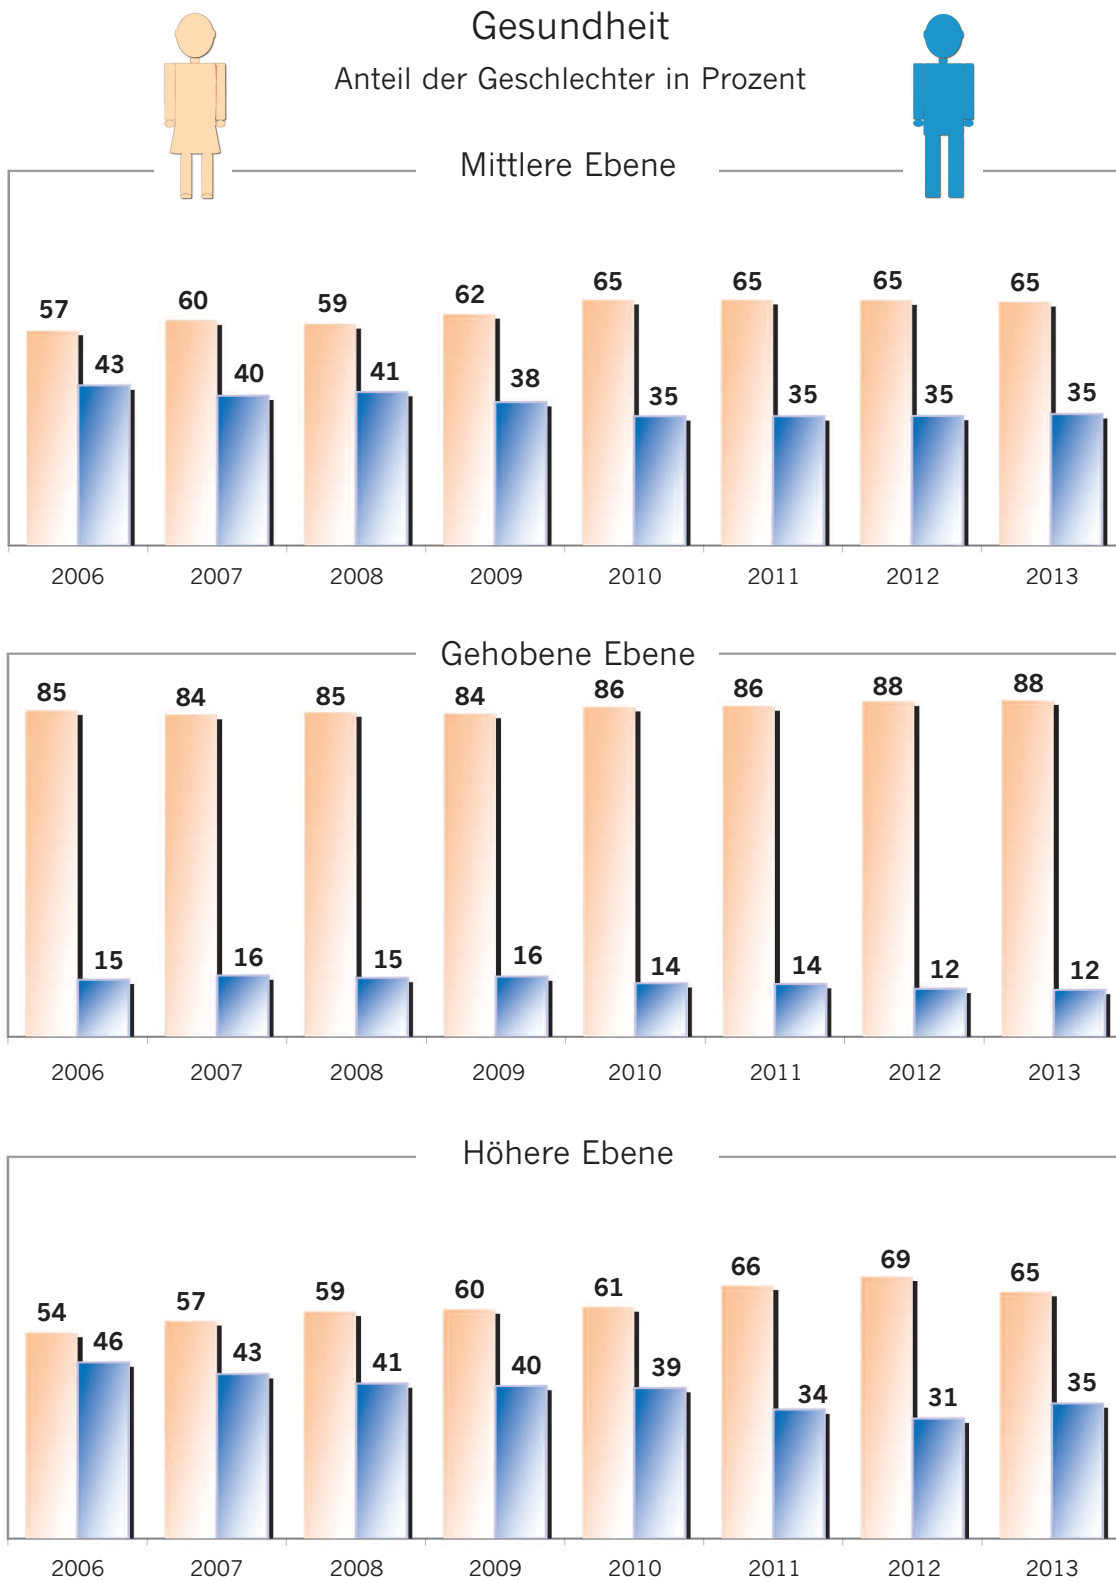 Gesundheit
Anteil der Geschlechter in Prozent
Mittlere Ebene
57 43 60 40 59 41 62 38 65 35 65 35 65 35 65 35
2006 2007 2008 2009 2010 2011 2012 2013
Gehobene Ebene
85 15 84 16 85 15 84 16 86 14 86 14 88 12 88 12
2006 2007 2008 2009 2010 2011 2012 2013
Höhere Ebene
54 46 57 43 59 41 60 40 61 39 66 34 69 31 65 35
2006 2007 2008 2009 2010 2011 2012 2013